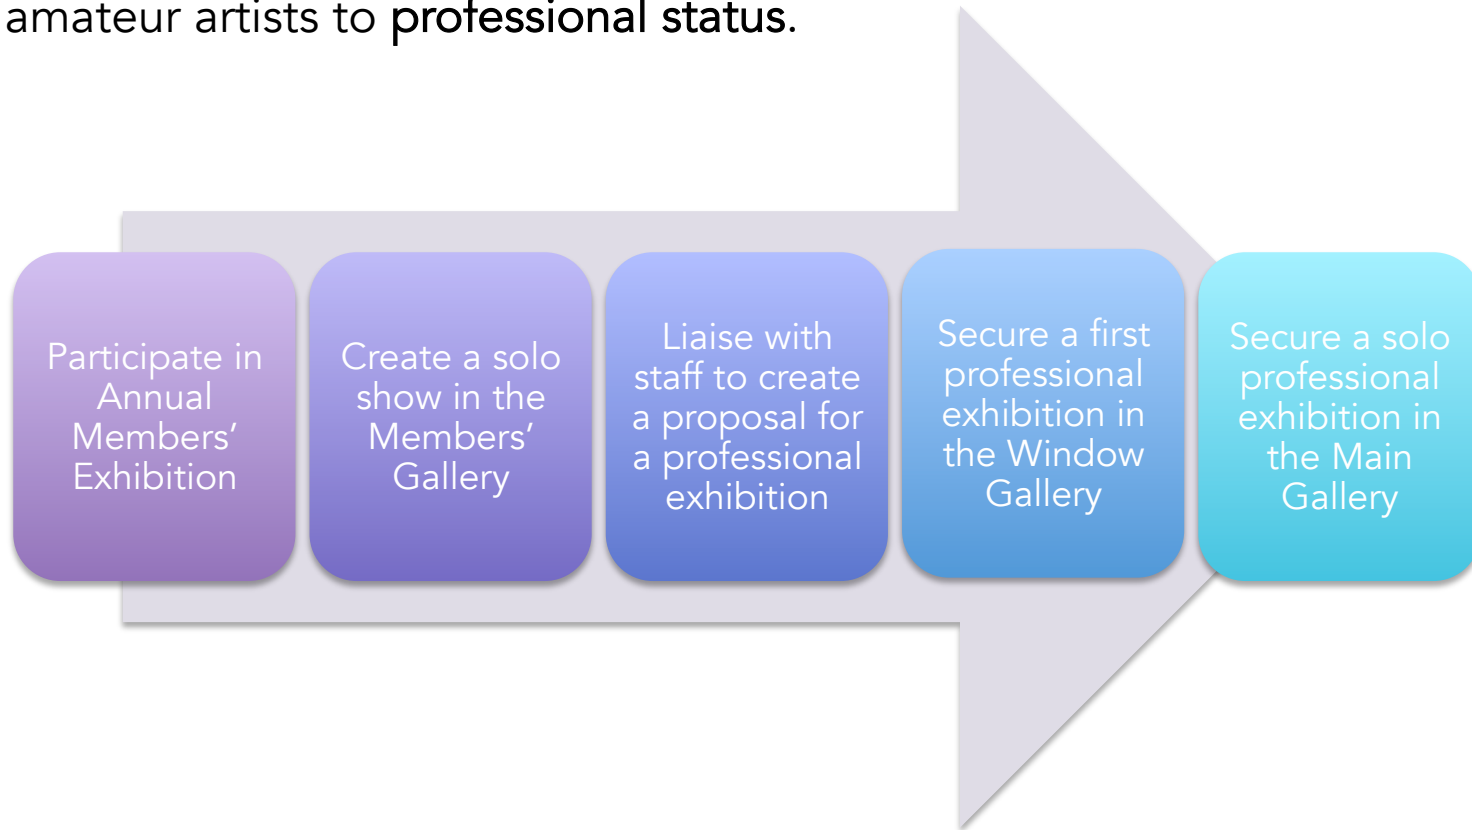 amateur artists to professional status.
Participate in
Annual
Members’
Exhibition
Create a solo
show in the
Members’
Gallery
Liaise with
staff to create
a proposal for
a professional
exhibition
Secure a first
professional
exhibition in
the Window
Gallery
Secure a solo
professional
exhibition in
the Main
Gallery